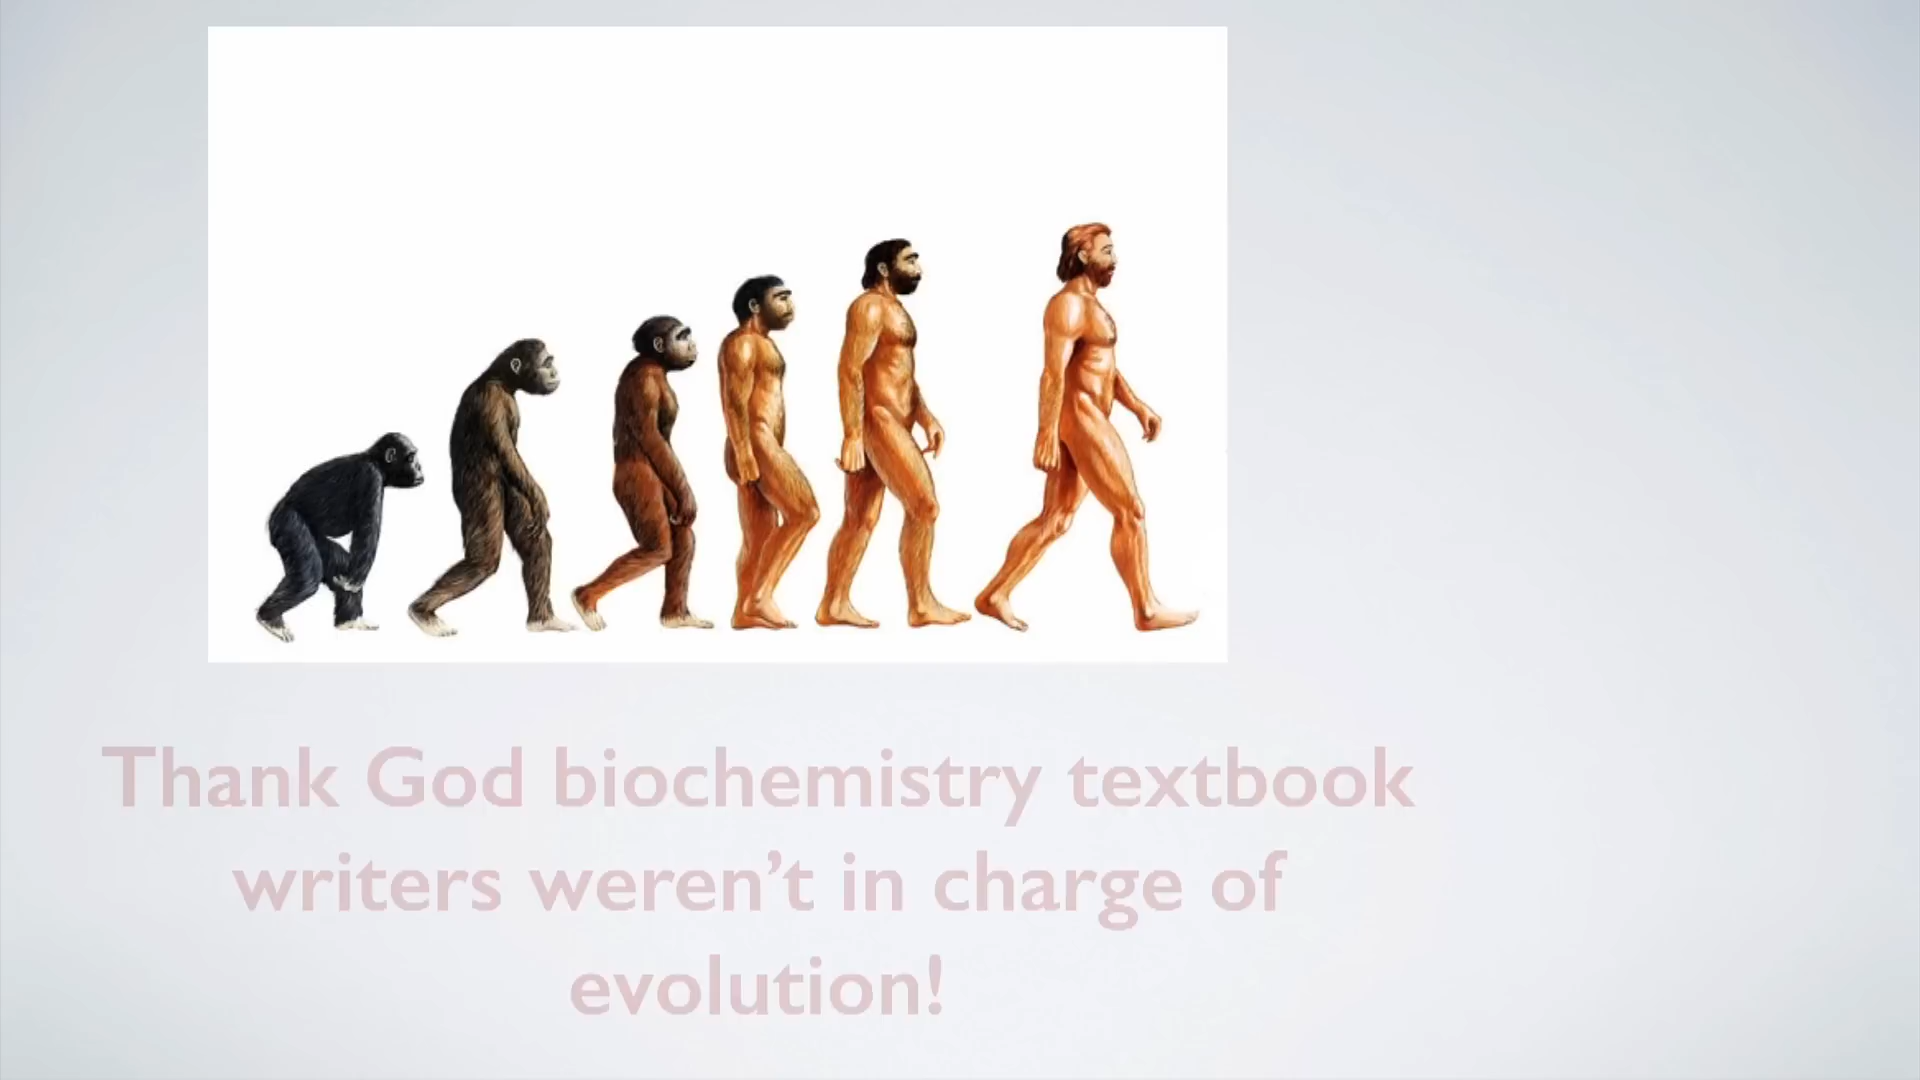 Thank God biochemistry textbook
writers weren’t in charge of
evolution!